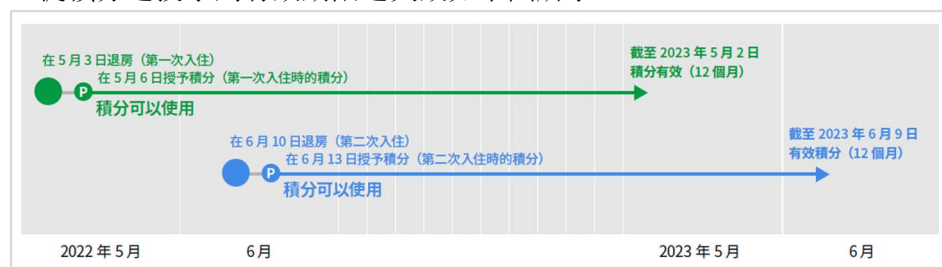 在 5 月 3 日退房（第一次入住）
在 5 月 6 日授予積分（第一次入住時的積分）
P
積分可以使用
截至 2023 年 5 月 2 日
積分有效（12 個月）
在 6 月 10 日退房（第二次入住）
在 6 月 13 日授予積分（第二次入住時的積分）
P
積分可以使用
截至 2023 年 6 月 9 日
有效積分（12 個月）
2022 年 5 月
6 月
2023 年 5 月
6 月